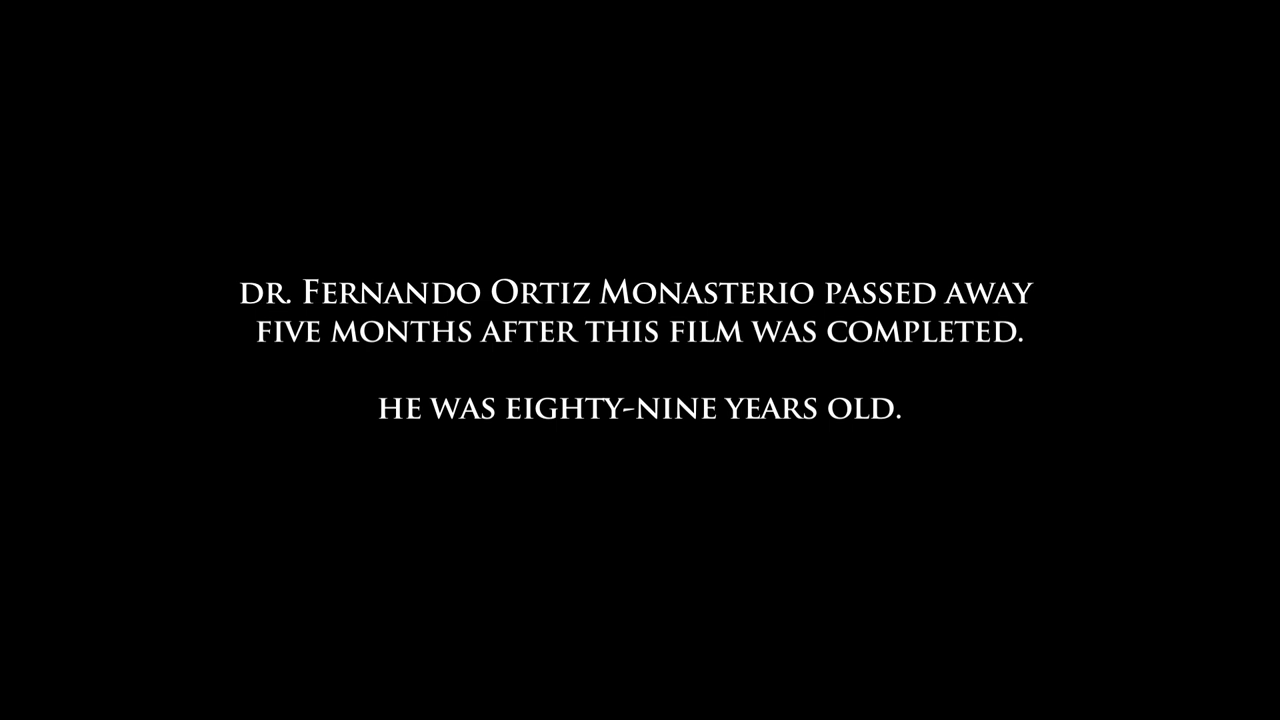 DR. FERNANDO ORTIZ MONASTERIO PASSED AWAY
FIVE MONTHS AFTER THIS FILM WAS COMPLETED.
HE WAS EIGHTY-NINE YEARS OLD.